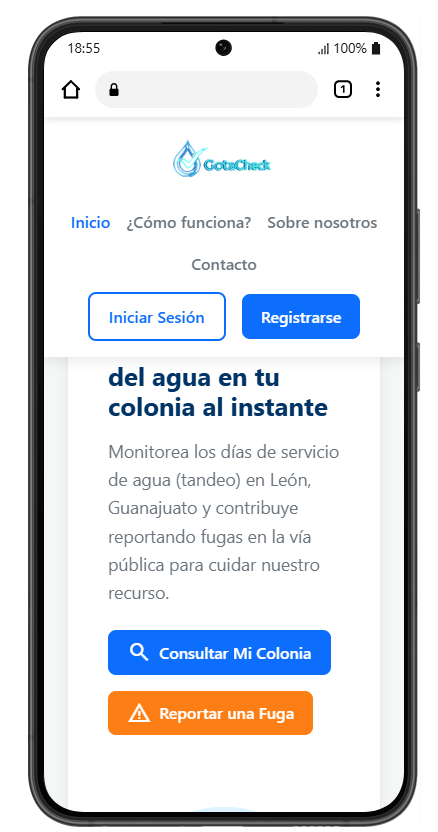 18:55
100%
1
GotaCheck
Inicio ¿Cómo funciona? Sobre nosotros
Contacto
Iniciar Sesión Registrarse
del agua en tu
colonia al instante
Monitorea los días de servicio
de agua (tandeo) en León,
Guanajuato y contribuye
reportando fugas en la vía
pública para cuidar nuestro
recurso.
Consultar Mi Colonia
Reportar una Fuga